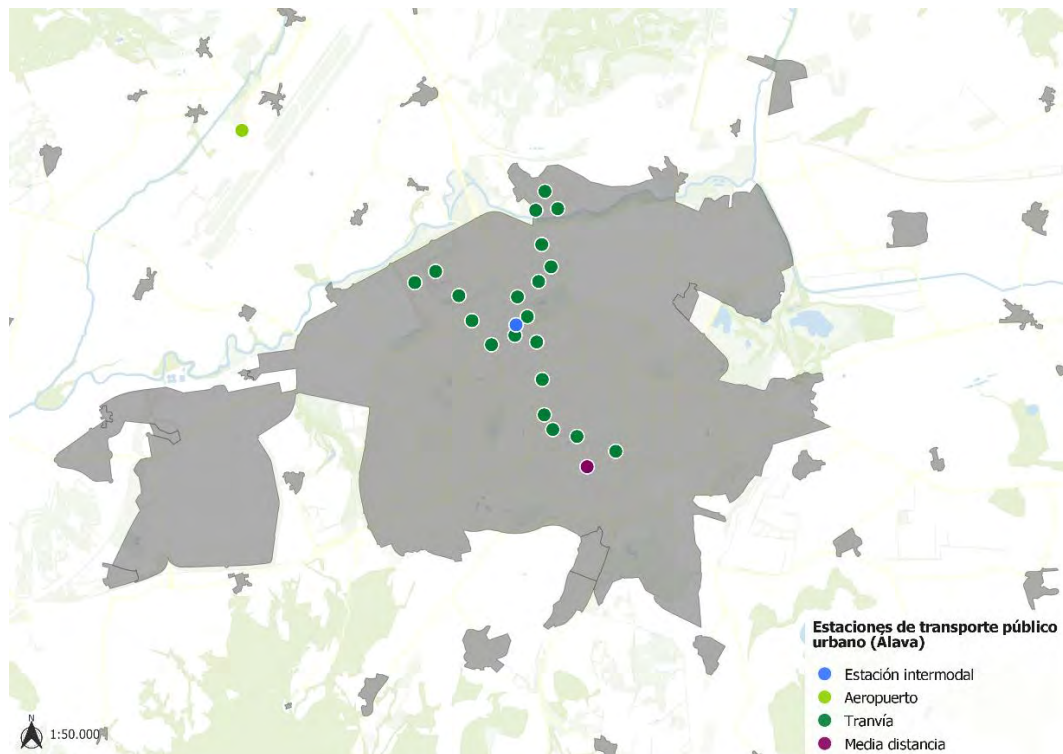 Estaciones de transporte público
urbano (Álava)
Estación intermodal
Aeropuerto
Tranvía
Media distancia
N
1:50.000